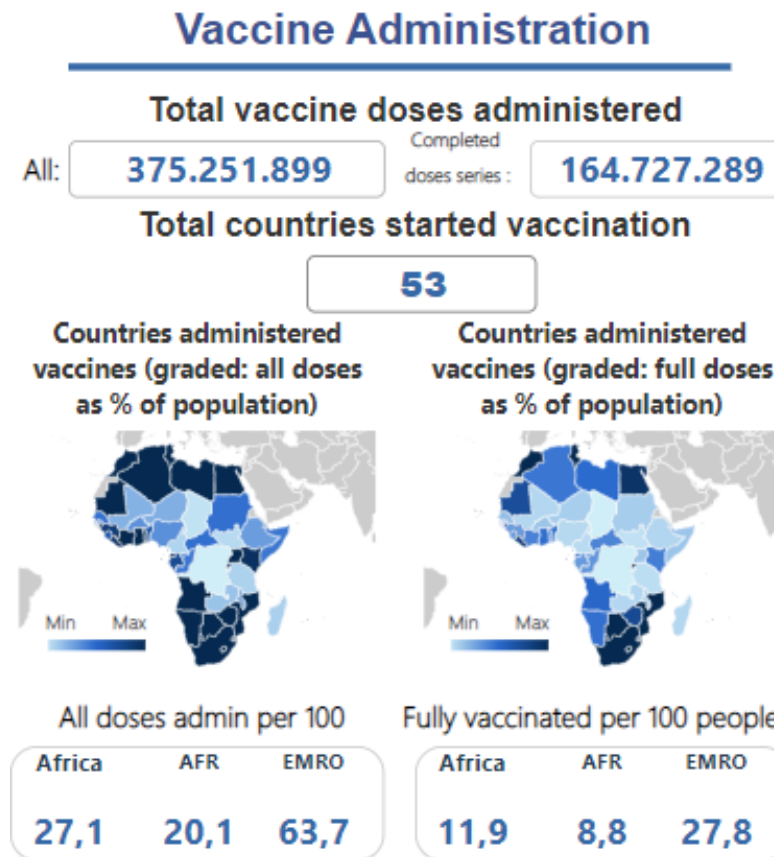 Vaccine Administration
Total vaccine doses administered
All: 375.251.899 Completed doses series : 164.727.289
Total countries started vaccination
53
Countries administered
vaccines (graded: all doses
as % of population)
Countries administered
vaccines (graded: full doses
as % of population)
Min Max
Min Max
All doses admin per 100
Africa AFR EMRO
27,1 20,1 63,7
Fully vaccinated per 100 people
Africa AFR EMRO
11,9 8,8 27,8